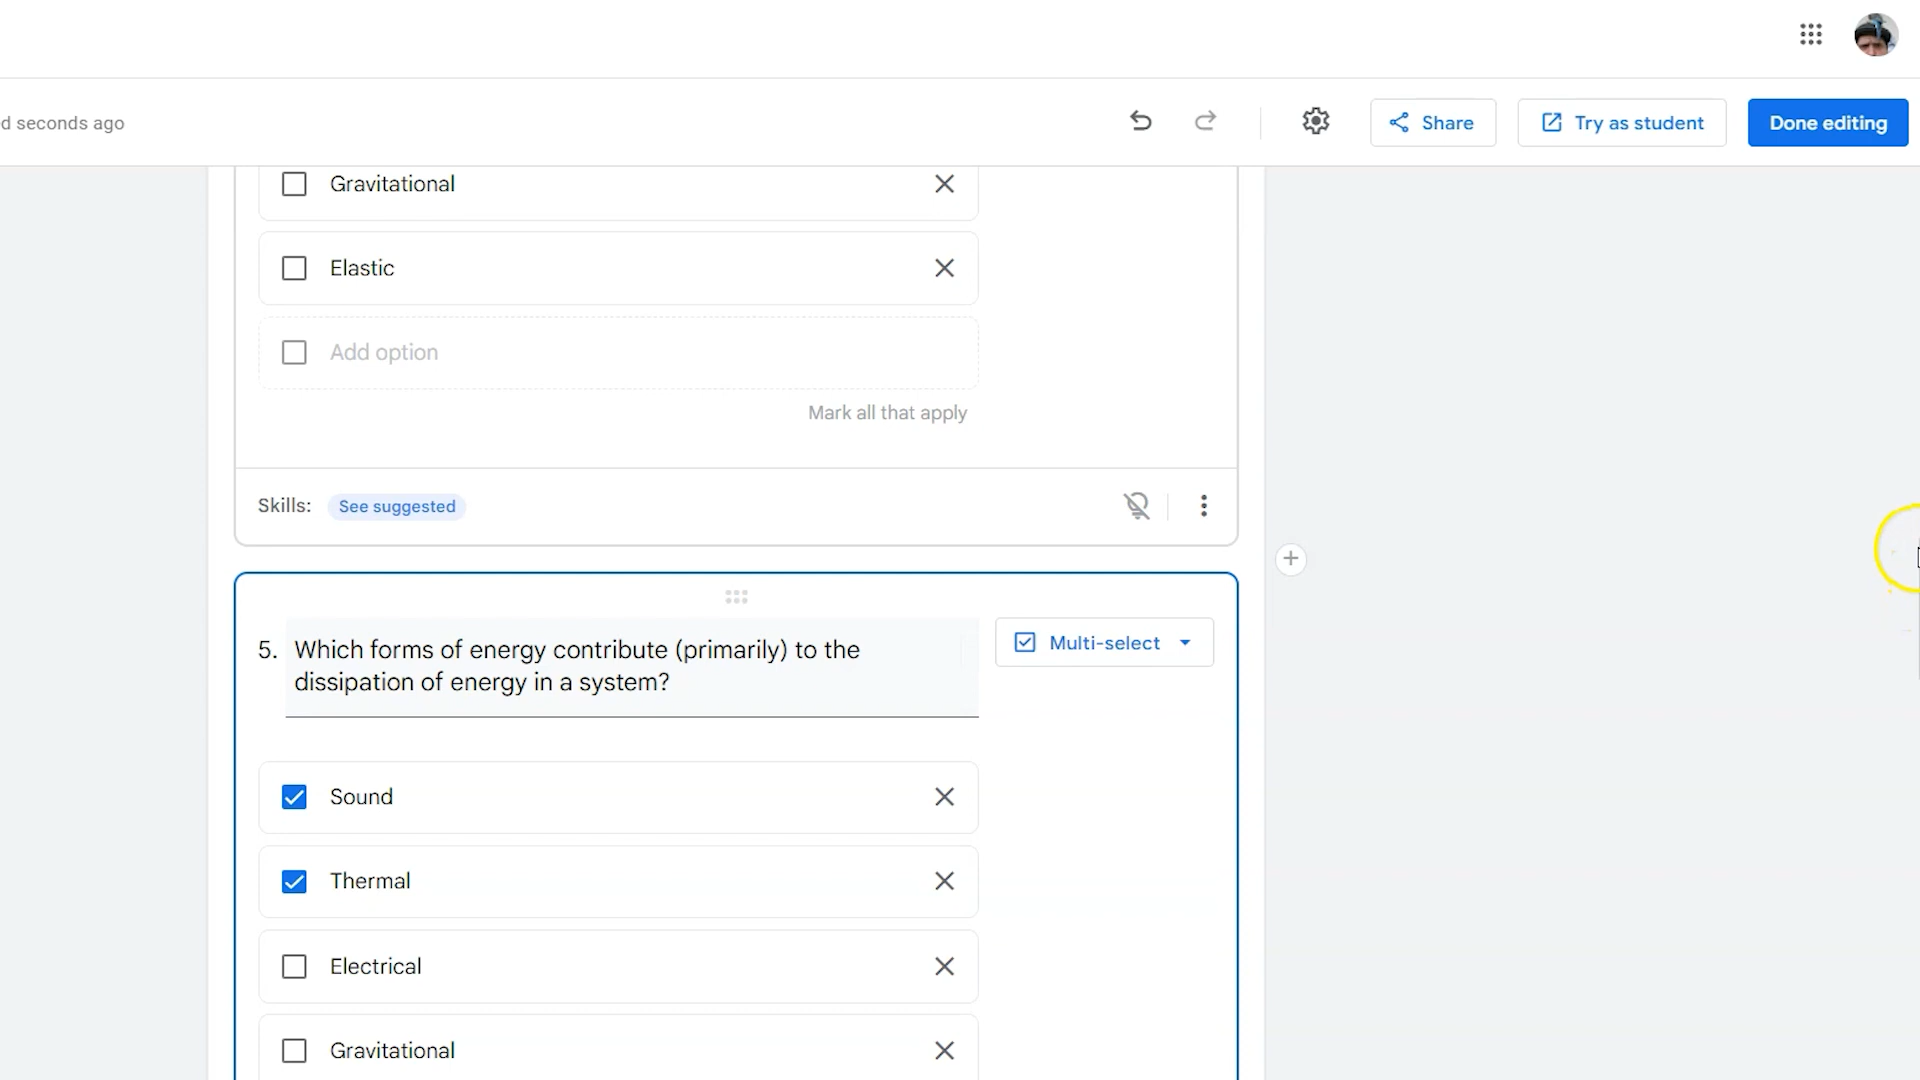 d seconds ago
Share
Try as student
Done editing
Gravitational
Elastic
Add option
Mark all that apply
Skills:
See suggested
5.
Which forms of energy contribute (primarily) to the
dissipation of energy in a system?
Multi-select
Sound
Thermal
Electrical
Gravitational